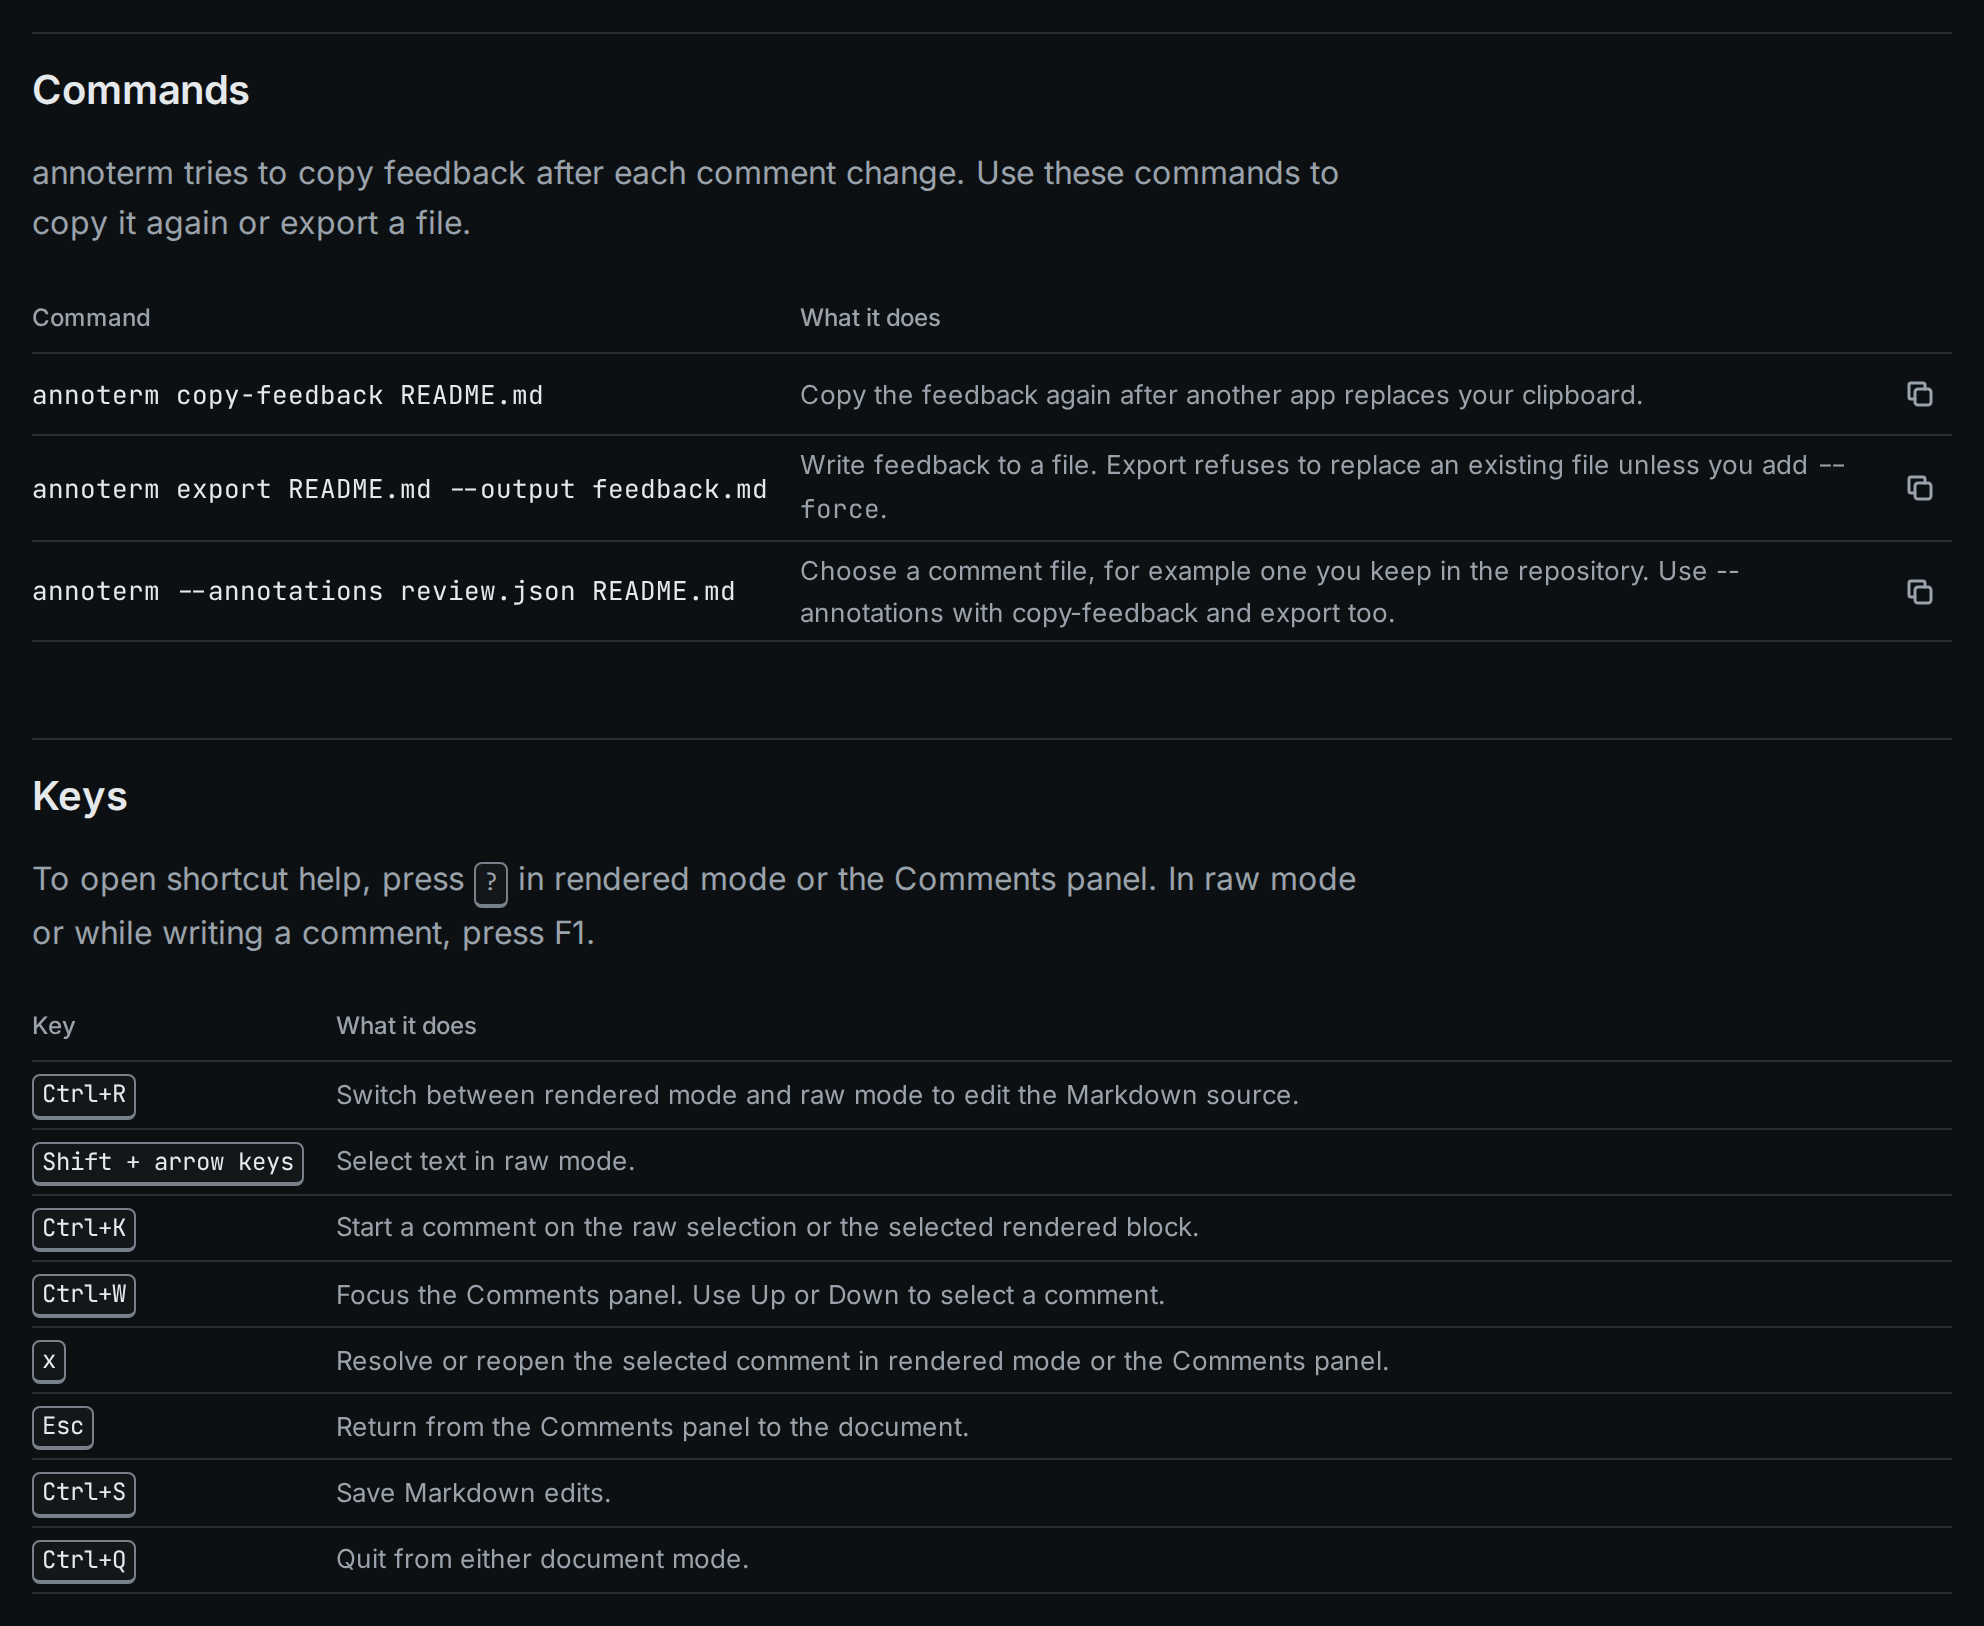 Commands
annoterm tries to copy feedback after each comment change. Use these commands to
copy it again or export a file.
Command What it does
annoterm copy-feedback README.md Copy the feedback again after another app replaces your clipboard.
annoterm export README.md --output feedback.md Write feedback to a file. Export refuses to replace an existing file unless you add --
force.
annoterm --annotations review.json README.md Choose a comment file, for example one you keep in the repository. Use --
annotations with copy-feedback and export too.
Keys
To open shortcut help, press ? in rendered mode or the Comments panel. In raw mode
or while writing a comment, press F1.
Key What it does
Ctrl+R Switch between rendered mode and raw mode to edit the Markdown source.
Shift + arrow keys Select text in raw mode.
Ctrl+K Start a comment on the raw selection or the selected rendered block.
Ctrl+W Focus the Comments panel. Use Up or Down to select a comment.
x Resolve or reopen the selected comment in rendered mode or the Comments panel.
Esc Return from the Comments panel to the document.
Ctrl+S Save Markdown edits.
Ctrl+Q Quit from either document mode.